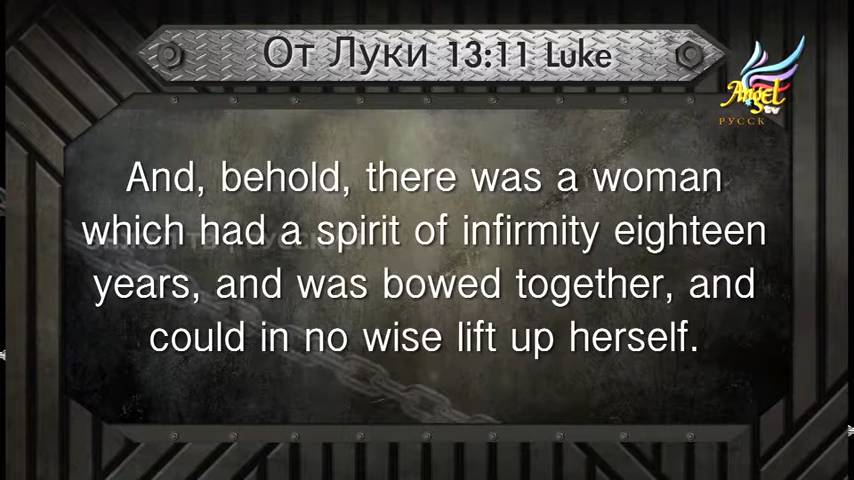 От Луки 13:11 Luke
Angel
tv
РУССК
And, behold, there was a woman
which had a spirit of infirmity eighteen
years, and was bowed together, and
could in no wise lift up herself.